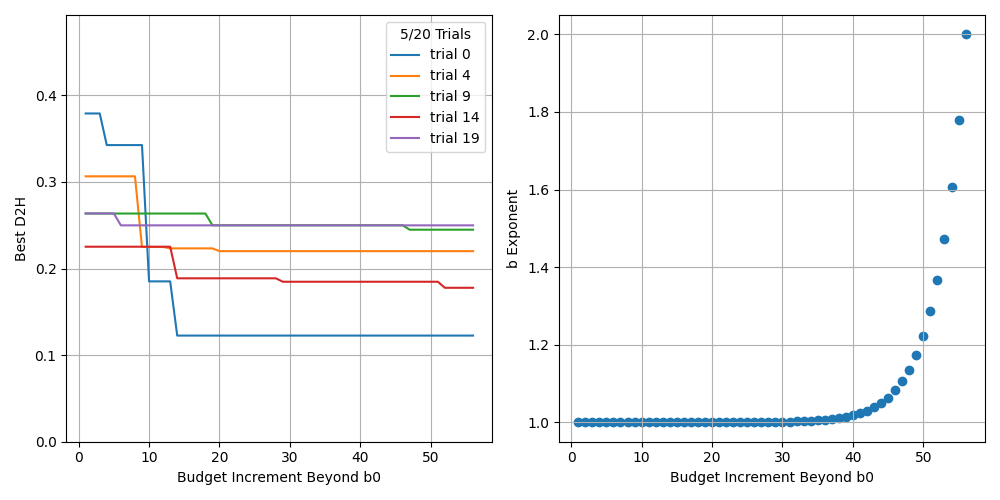 5/20 Trials
trial 0
trial 4
trial 9
trial 14
trial 19
Best D2H
0.4
0.3
0.2
0.1
0.0
0 10 20 30 40 50
Budget Increment Beyond b0
b Exponent
2.0
1.8
1.6
1.4
1.2
1.0
0 10 20 30 40 50
Budget Increment Beyond b0